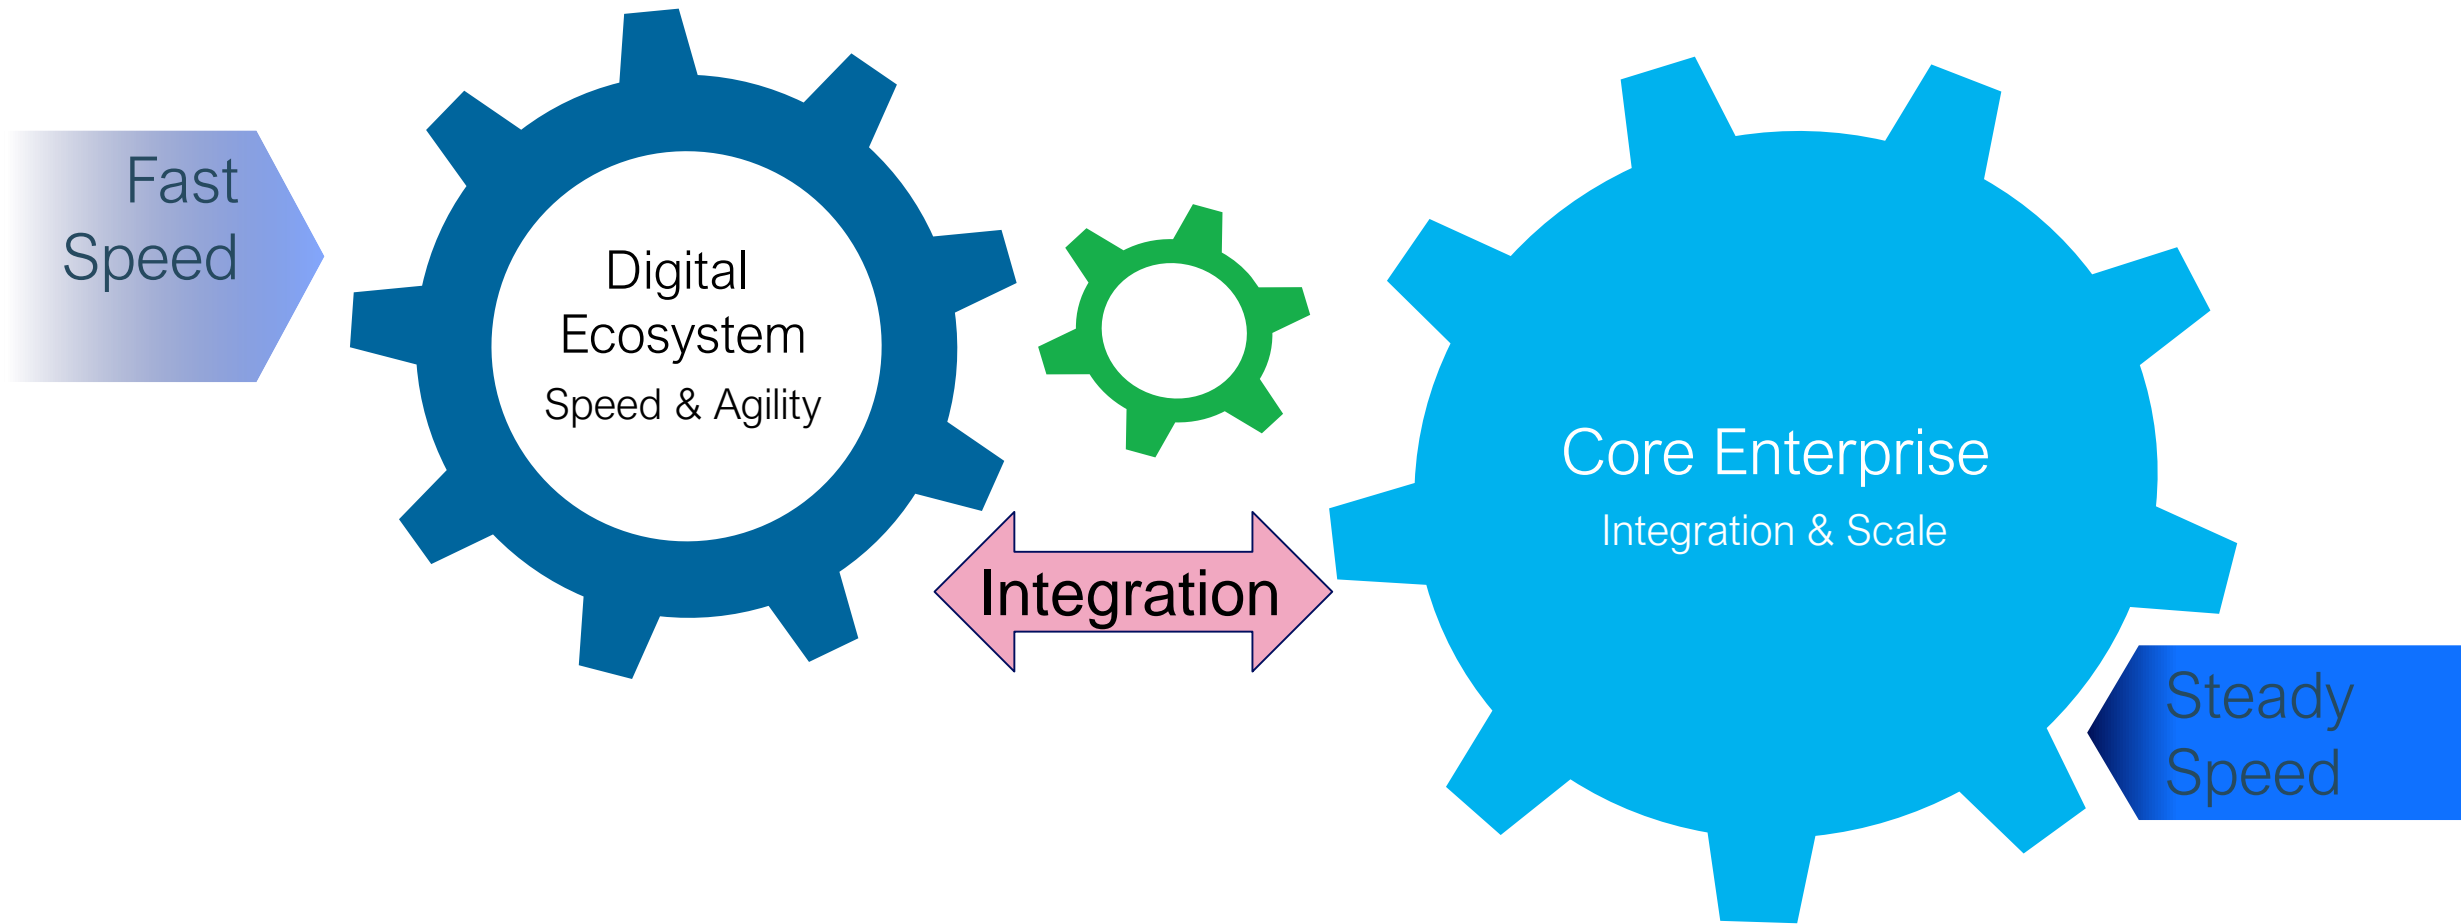 Fast
Speed
Digital
Ecosystem
Speed & Agility
Integration
Core Enterprise
Integration & Scale
Steady
Speed